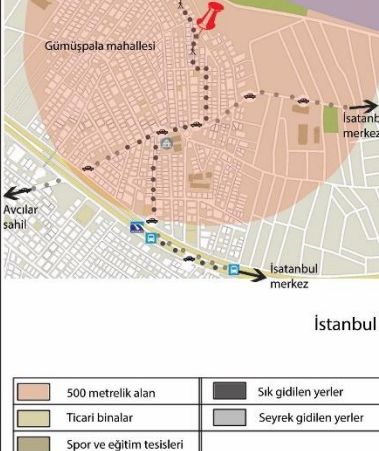 Gümüşpala mahallesi
İsatanb
merkez
Avcılar
sahil
İsatanbul
merkez
İstanbul
500 metrelik alan
Sık gidilen yerler
Ticari binalar
Seyrek gidilen yerler
Spor ve eğitim tesisleri